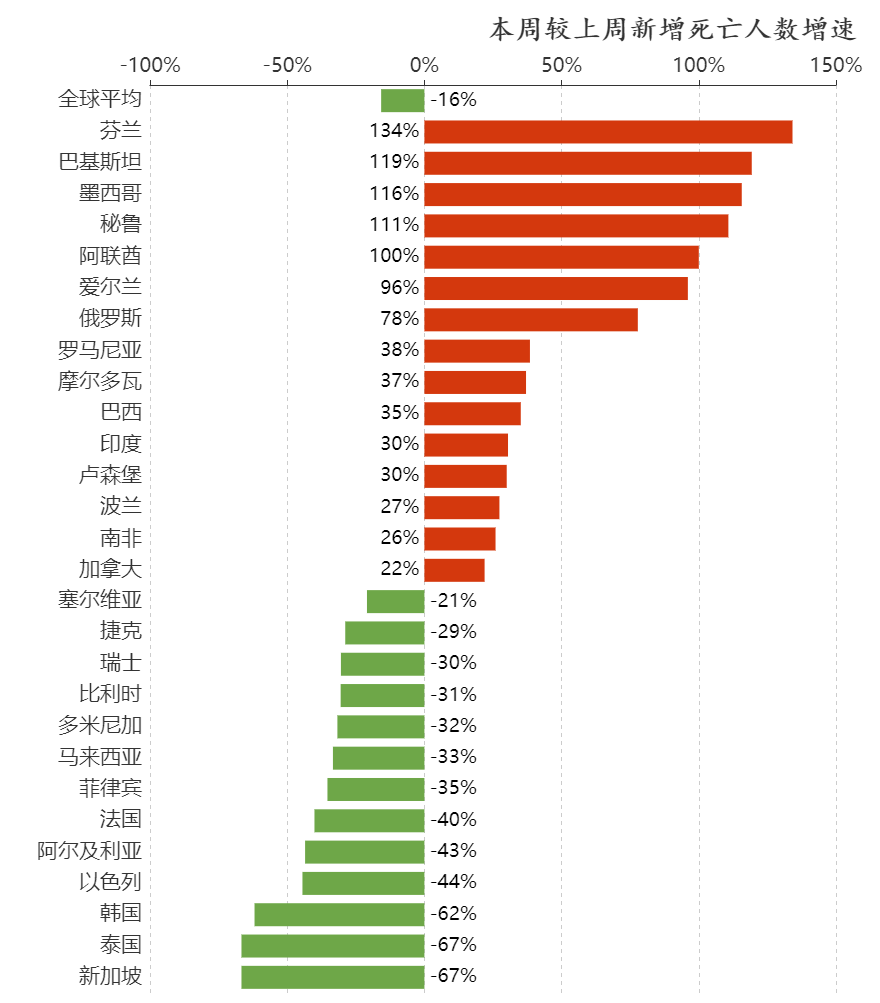 本周较上周新增死亡人数增速
-100% -50% 0% 50% 100% 150%
全球平均 -16%
芬兰 134%
巴基斯坦 119%
墨西哥 116%
秘鲁 111%
阿联酋 100%
爱尔兰 96%
俄罗斯 78%
罗马尼亚 38%
摩尔多瓦 37%
巴西 35%
印度 30%
卢森堡 30%
波兰 27%
南非 26%
加拿大 22%
塞尔维亚 -21%
捷克 -29%
瑞士 -30%
比利时 -31%
多米尼加 -32%
马来西亚 -33%
菲律宾 -35%
法国 -40%
阿尔及利亚 -43%
以色列 -44%
韩国 -62%
泰国 -67%
新加坡 -67%